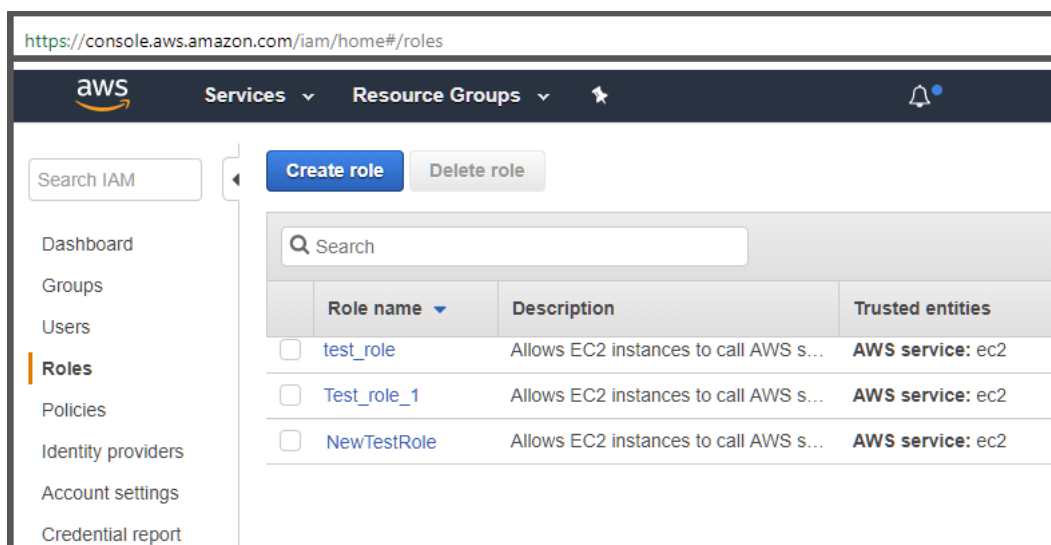 https://console.aws.amazon.com/iam/home#/roles
aws Services Resource Groups
Search IAM
Create role Delete role
Dashboard
Groups
Users
Roles
Policies
Identity providers
Account settings
Credential report
Search
Role name Description Trusted entities
test_role Allows EC2 instances to call AWS s... AWS service: ec2
Test_role_1 Allows EC2 instances to call AWS s... AWS service: ec2
NewTestRole Allows EC2 instances to call AWS s... AWS service: ec2